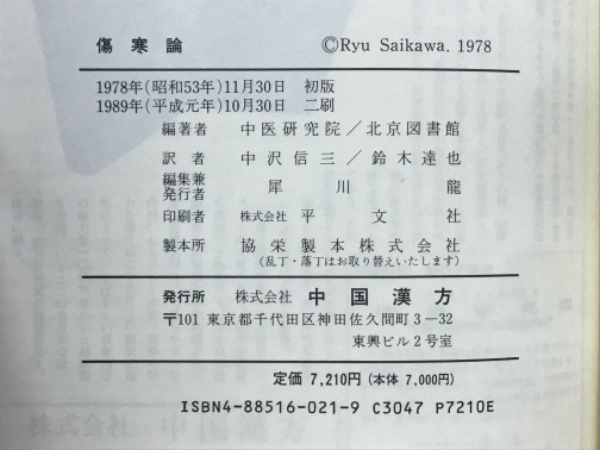 傷寒論 ©Ryu Saikawa. 1978
1978年(昭和53年)11月30日 初版
1989年(平成元年)10月30日 二刷
編著者 中医研究院/北京図書館
訳者 中沢信三/鈴木達也
編集兼
発行者 犀川龍
印刷者 株式会社 平文社
製本所 協栄製本株式会社
(乱丁・落丁はお取り替えいたします)
発行所 株式会社 中国漢方
〒101 東京都千代田区神田佐久間町3-32
東興ビル2号室
定価 7,210円(本体 7,000円)
ISBN4-88516-021-9 C3047 P7210E
株式会社 中国漢方